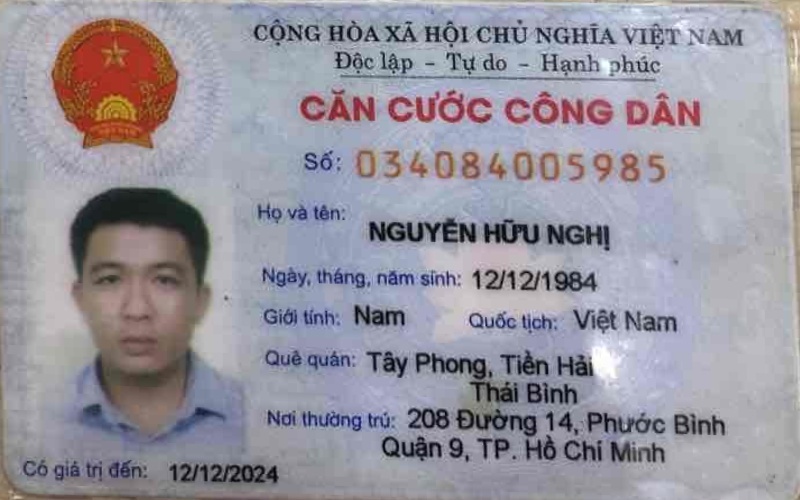 CỘNG HÒA XÃ HỘI CHỦ NGHĨA VIỆT NAM
Độc lập - Tự do - Hạnh phúc
CĂN CƯỚC CÔNG DÂN
Số: 034084005985
Họ và tên: NGUYỄN HỮU NGHỊ
Ngày, tháng, năm sinh: 12/12/1984
Giới tính: Nam Quốc tịch: Việt Nam
Quê quán: Tây Phong, Tiền Hải
Thái Bình
Nơi thường trú: 208 Đường 14, Phước Bình
Quận 9, TP. Hồ Chí Minh
Có giá trị đến: 12/12/2024